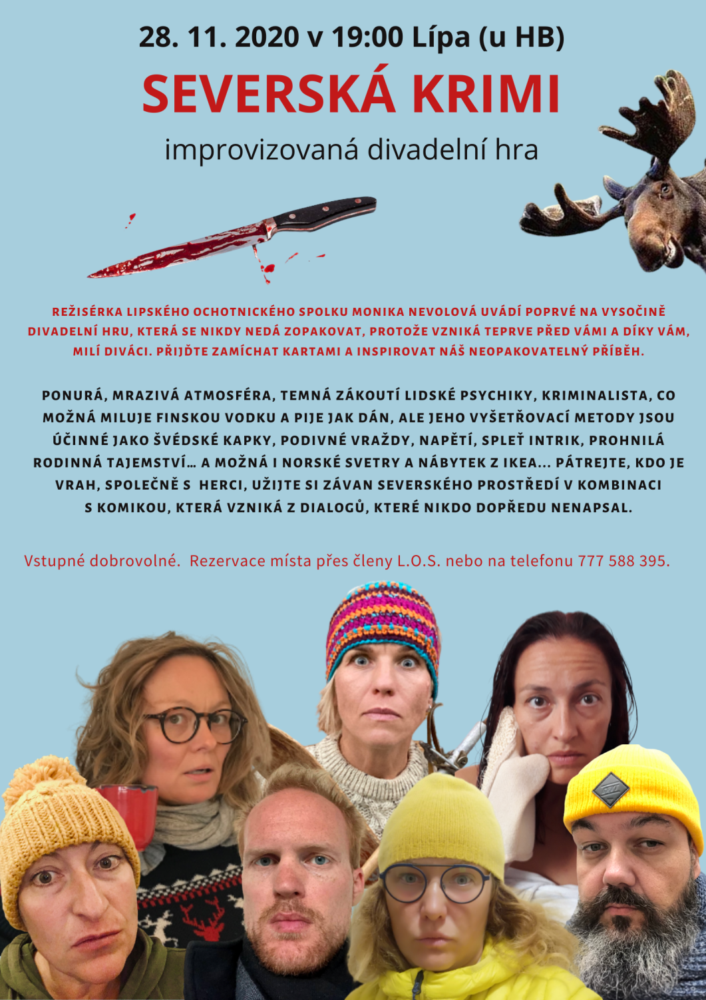 28. 11. 2020 v 19:00 Lípa (u HB)
SEVERSKÁ KRIMI
improvizovaná divadelní hra
REŽISÉRKA LIPSKÉHO OCHOTNICKÉHO SPOLKU MONIKA NEVOLOVÁ UVÁDÍ POPRVÉ NA VYSOČINĚ
DIVADELNÍ HRU, KTERÁ SE NIKDY NEDÁ ZOPAKOVAT, PROTOŽE VZNIKÁ TEPRVE PŘED VÁMI A DÍKY VÁM,
MILÍ DIVÁCI. PŘIJĎTE ZAMÍCHAT KARTAMI A INSPIROVAT NÁŠ NEOPAKOVATELNÝ PŘÍBĚH.
PONURÁ, MRAZIVÁ ATMOSFÉRA, TEMNÁ ZÁKOUTÍ LIDSKÉ PSYCHIKY, KRIMINALISTA, CO
MOŽNÁ MILUJE FINSKOU VODKU A PIJE JAK DÁN, ALE JEHO VYŠETŘOVACÍ METODY JSOU
ÚČINNÉ JAKO ŠVÉDSKÉ KAPKY, PODIVNÉ VRAŽDY, NAPĚTÍ, SPLEŤ INTRIK, PROHNILÁ
RODINNÁ TAJEMSTVÍ... A MOŽNÁ I NORSKÉ SVETRY A NÁBYTEK Z IKEA... PÁTREJTE, KDO JE
VRAH, SPOLEČNĚ S HERCI, UŽIJTE SI ZÁVAN SEVERSKÉHO PROSTŘEDÍ V KOMBINACI
S KOMIKOU, KTERÁ VZNIKÁ Z DIALOGŮ, KTERÉ NIKDO DOPŘEDU NENAPSAL.
Vstupné dobrovolné. Rezervace místa přes členy L.O.S. nebo na telefonu 777 588 395.